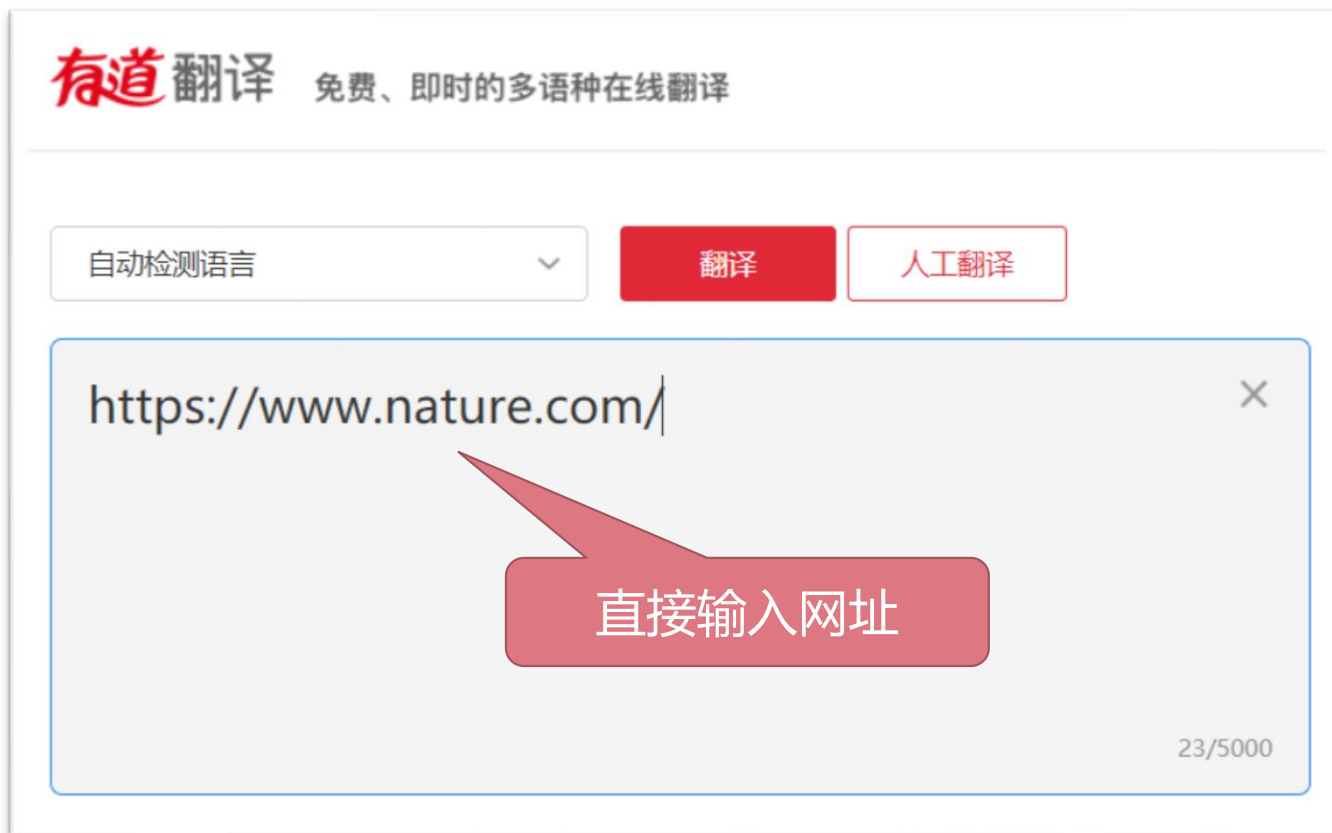 有道翻译 免费、即时的多语种在线翻译
自动检测语言 翻译 人工翻译
https://www.nature.com/
直接输入网址
23/5000